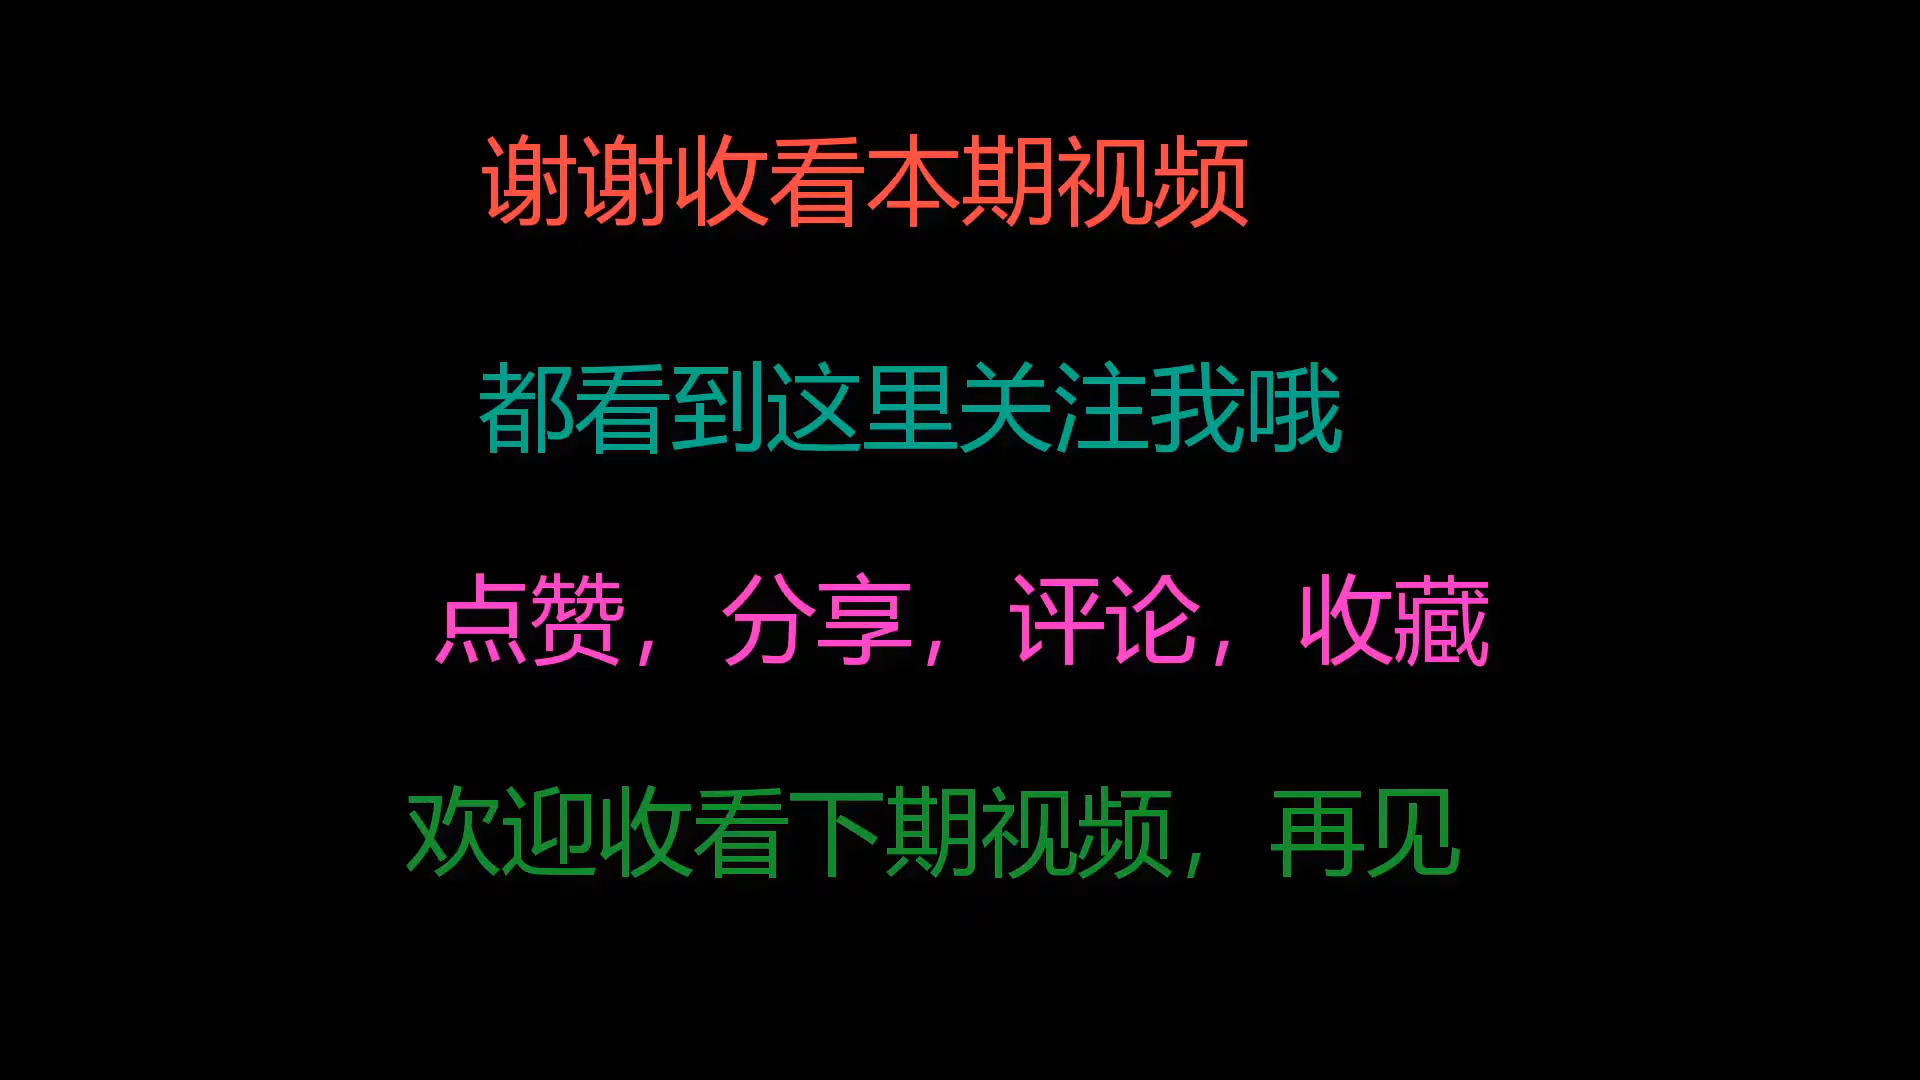 谢谢收看本期视频
都看到这里关注我哦
点赞，分享，评论，收藏
欢迎收看下期视频，再见